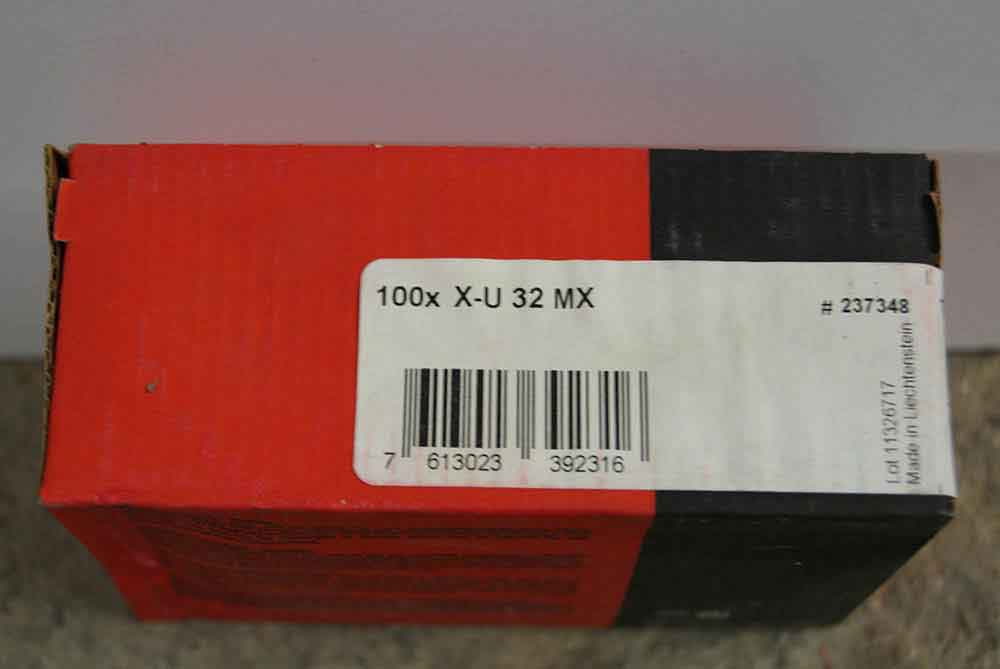 100x X-U 32 MX
# 237348
7 613023 392316
Lot 11326717
Made in Liechtenstein